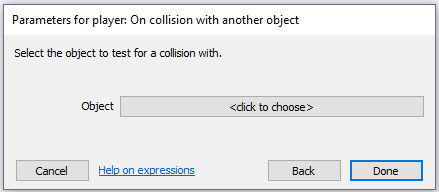 Parameters for player: On collision with another object
Select the object to test for a collision with.
Object <click to choose>
Cancel Help on expressions Back Done